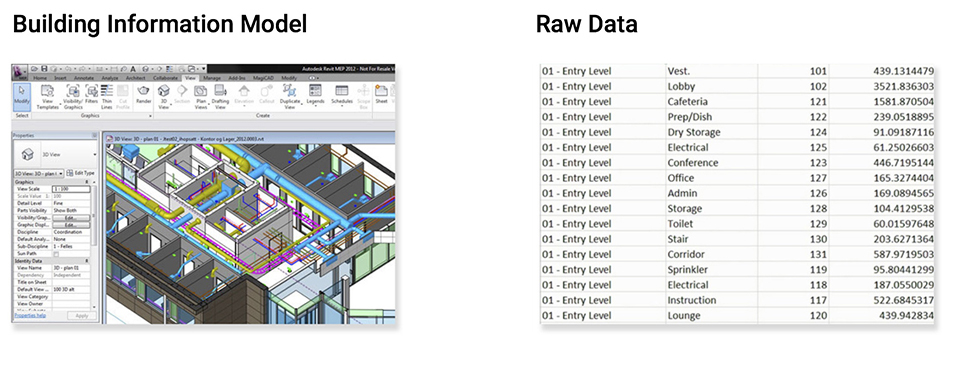 Building Information Model
Raw Data
Autodesk Revit MEP 2012 - Not For Resale Ve
Home Insert Annotate Analyze Architect Collaborate View Manage Add-Ins MagiCAD Modify
Modify View Templates Visibility/ Graphics Filters Thin Lines Cut Profile Render 3D View Section Plan Views Drafting View Elevation Callout Duplicate View Legends Schedules Scope Box Sheet
Select Graphics Create
Properties
3D View: 3D - plan 01 - Kontor og Lager_2012.0003.rvt
3D View
3D View: 3D - plan Edit Type
Graphics
View Scale 1 : 100
Scale Value 1: 100
Detail Level Fine
Parts Visibility Show Both
Visibility/Grap... Edit...
Graphic Displ... Edit...
Discipline Coordination
Default Analy... None
Sub-Discipline 1 - Felles
Sun Path
Identity Data
View Name 3D - plan 01
Dependency Independent
Title on Sheet
Default View ... 100 3D alt
View Category
View Owner
Properties help Apply
01 - Entry Level Vest. 101 439.1314479
01 - Entry Level Lobby 102 3521.836303
01 - Entry Level Cafeteria 121 1581.870504
01 - Entry Level Prep/Dish 122 239.0518895
01 - Entry Level Dry Storage 124 91.09187116
01 - Entry Level Electrical 125 61.25026603
01 - Entry Level Conference 123 446.7195144
01 - Entry Level Office 127 165.3274404
01 - Entry Level Admin 126 169.0894565
01 - Entry Level Storage 128 104.4129538
01 - Entry Level Toilet 129 60.01597648
01 - Entry Level Stair 130 203.6271364
01 - Entry Level Corridor 131 587.9719503
01 - Entry Level Sprinkler 119 95.80441299
01 - Entry Level Electrical 118 187.0550029
01 - Entry Level Instruction 117 522.6845317
01 - Entry Level Lounge 120 439.942834